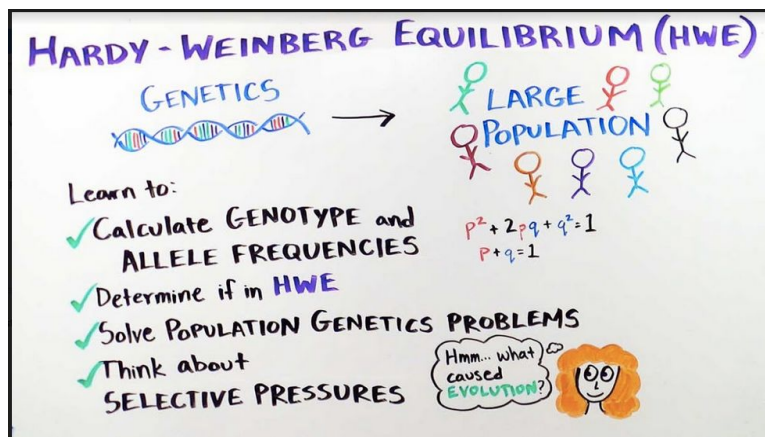 HARDY-WEINBERG EQUILIBRIUM (HWE)
GENETICS
LARGE
POPULATION
Learn to:
✓Calculate GENOTYPE and
ALLELE FREQUENCIES
p²+2pq+q²=1
p+q=1
✓Determine if in HWE
✓Solve POPULATION GENETICS PROBLEMS
✓Think about
SELECTIVE PRESSURES
Hmm... what
caused
EVOLUTION?